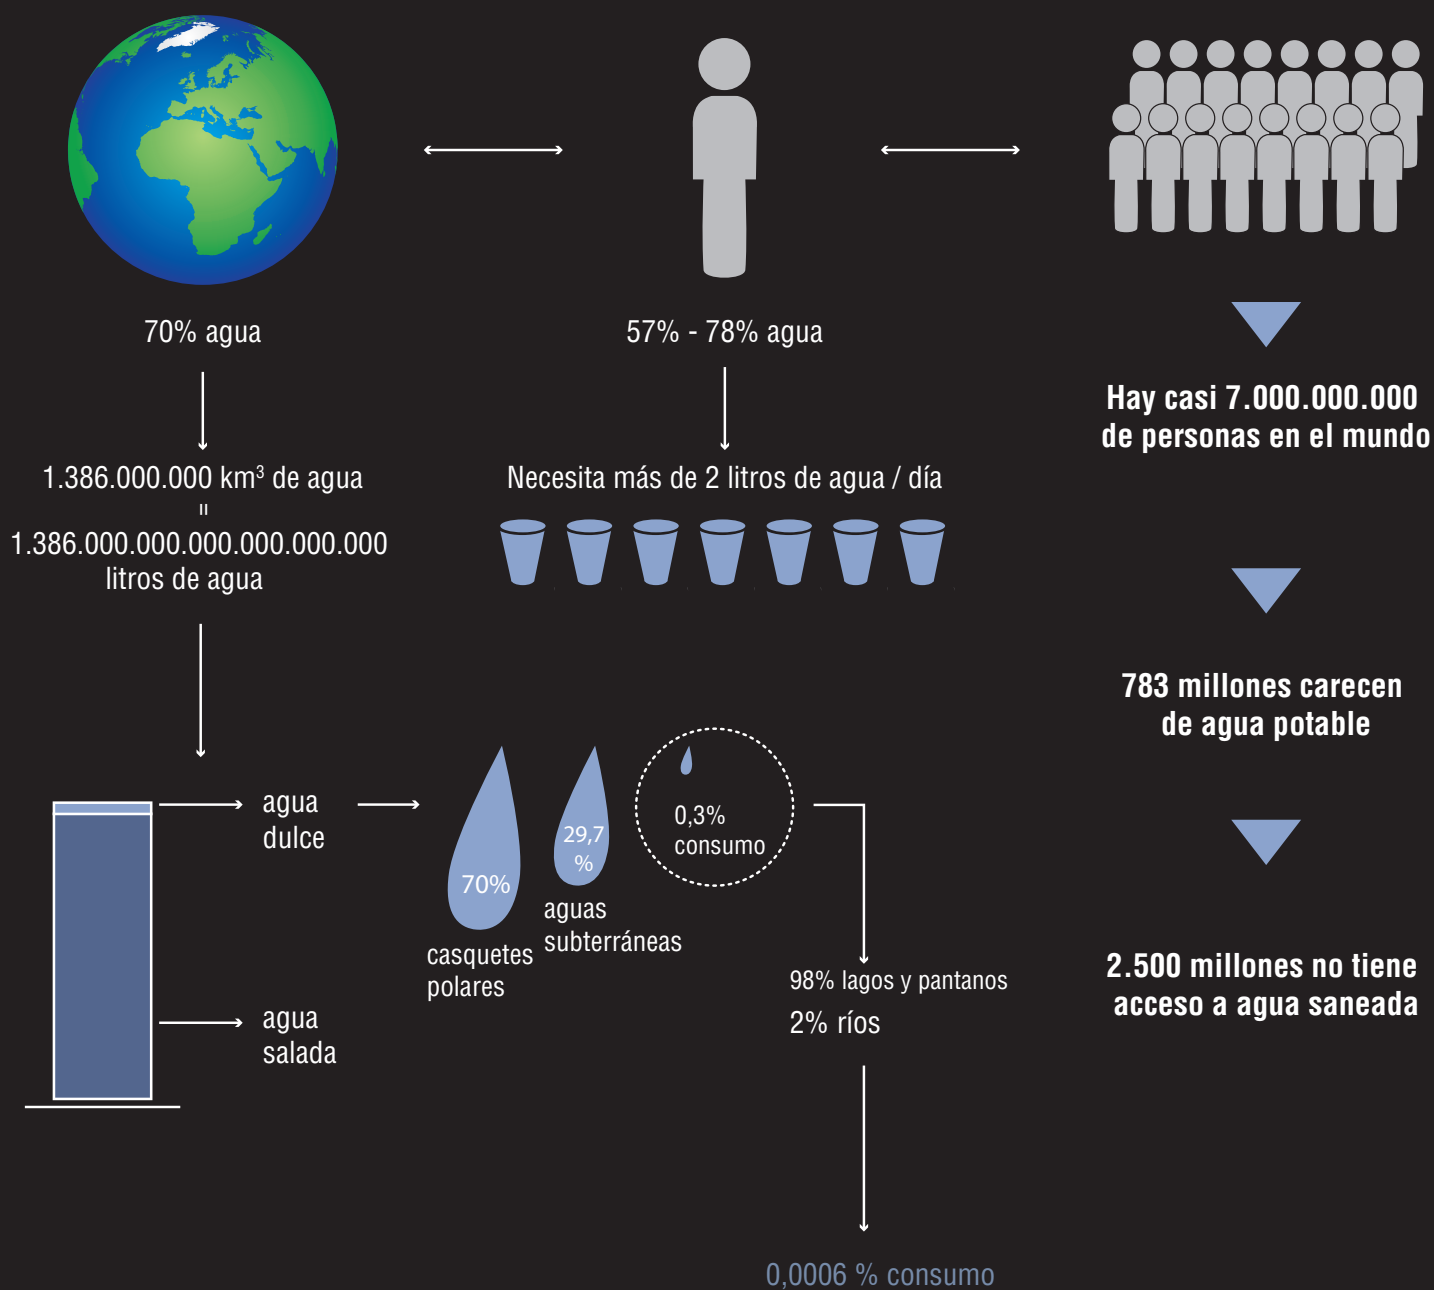 70% agua
57% - 78% agua
Hay casi 7.000.000.000
de personas en el mundo
1.386.000.000 km³ de agua
=
1.386.000.000.000.000.000.000
litros de agua
Necesita más de 2 litros de agua / día
783 millones carecen
de agua potable
agua
dulce
70%
casquetes
polares
29,7
%
aguas
subterráneas
0,3%
consumo
agua
salada
98% lagos y pantanos
2% ríos
2.500 millones no tiene
acceso a agua saneada
0,0006 % consumo